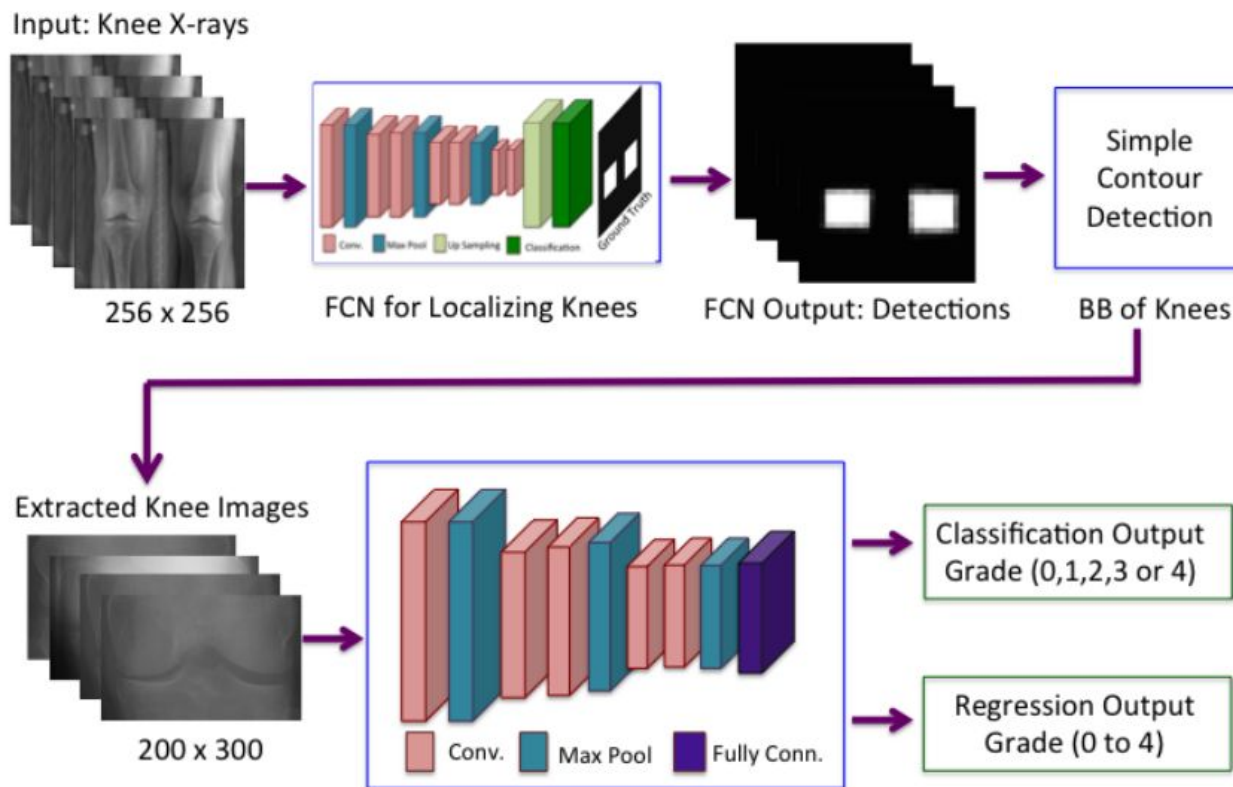 Input: Knee X-rays
256 x 256
Conv.
Max Pool
Up Sampling
Classification
Ground Truth
FCN for Localizing Knees
FCN Output: Detections
Simple
Contour
Detection
BB of Knees
Extracted Knee Images
200 x 300
Conv.
Max Pool
Fully Conn.
Classification Output
Grade (0,1,2,3 or 4)
Regression Output
Grade (0 to 4)